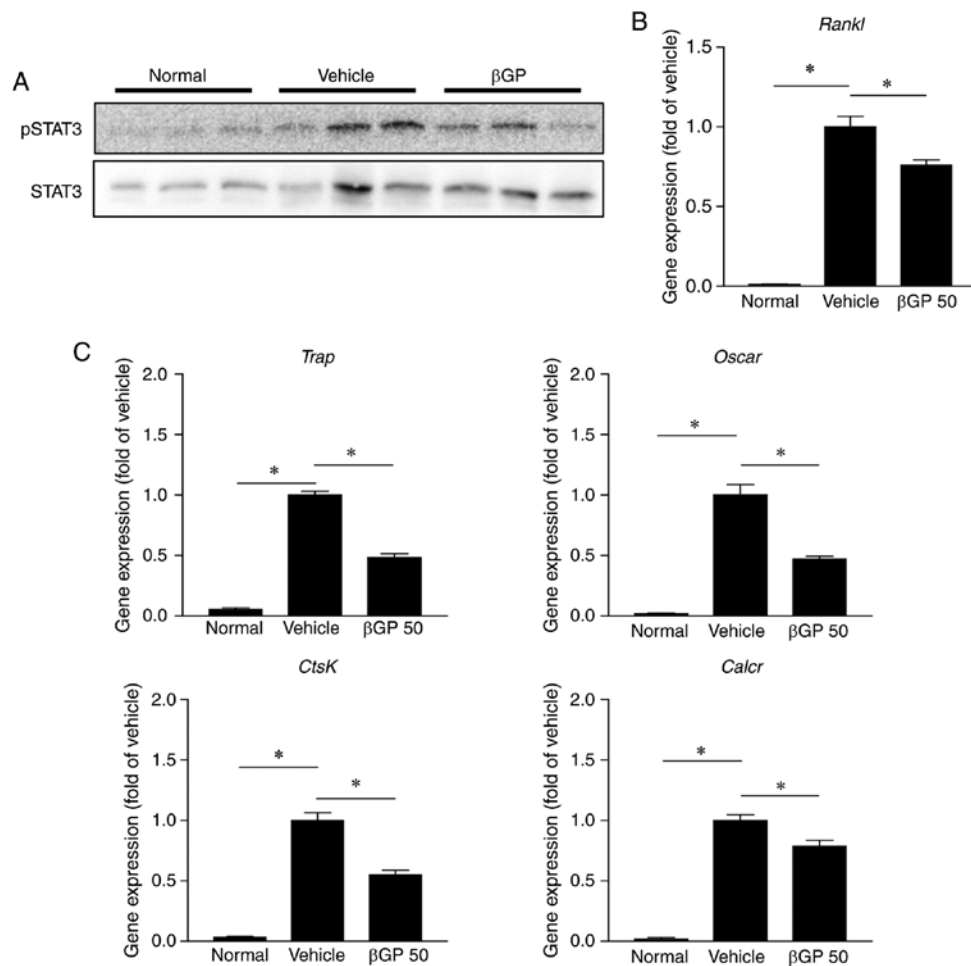 A
Normal Vehicle βGP
pSTAT3
STAT3
B
Rankl
Gene expression (fold of vehicle)
1.5
1.0
0.5
0.0
*
*
Normal Vehicle βGP 50
C
Trap
Gene expression (fold of vehicle)
2.0
1.5
1.0
0.5
0.0
*
*
Normal Vehicle βGP 50
Oscar
Gene expression (fold of vehicle)
2.0
1.5
1.0
0.5
0.0
*
*
Normal Vehicle βGP 50
CtsK
Gene expression (fold of vehicle)
2.0
1.5
1.0
0.5
0.0
*
*
Normal Vehicle βGP 50
Calcr
Gene expression (fold of vehicle)
2.0
1.5
1.0
0.5
0.0
*
*
Normal Vehicle βGP 50